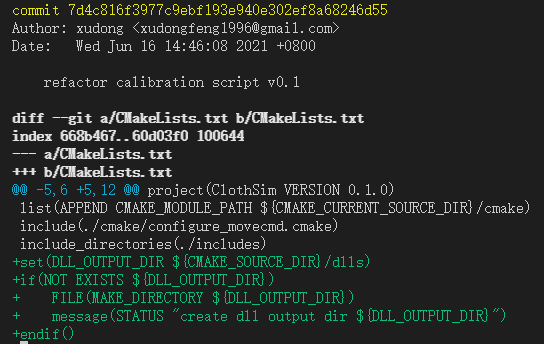 commit 7d4c816f3977c9ebf193e940e302ef8a68246d55
Author: xudong <xudongfeng1996@gmail.com>
Date:   Wed Jun 16 14:46:08 2021 +0800

    refactor calibration script v0.1

diff --git a/CMakeLists.txt b/CMakeLists.txt
index 668b467..60d03f0 100644
--- a/CMakeLists.txt
+++ b/CMakeLists.txt
@@ -5,6 +5,12 @@ project(ClothSim VERSION 0.1.0)
 list(APPEND CMAKE_MODULE_PATH ${CMAKE_CURRENT_SOURCE_DIR}/cmake)
 include(./cmake/configure_movecmd.cmake)
 include_directories(./includes)
+set(DLL_OUTPUT_DIR ${CMAKE_SOURCE_DIR}/dlls)
+if(NOT EXISTS ${DLL_OUTPUT_DIR})
+    FILE(MAKE_DIRECTORY ${DLL_OUTPUT_DIR})
+    message(STATUS "create dll output dir ${DLL_OUTPUT_DIR}")
+endif()